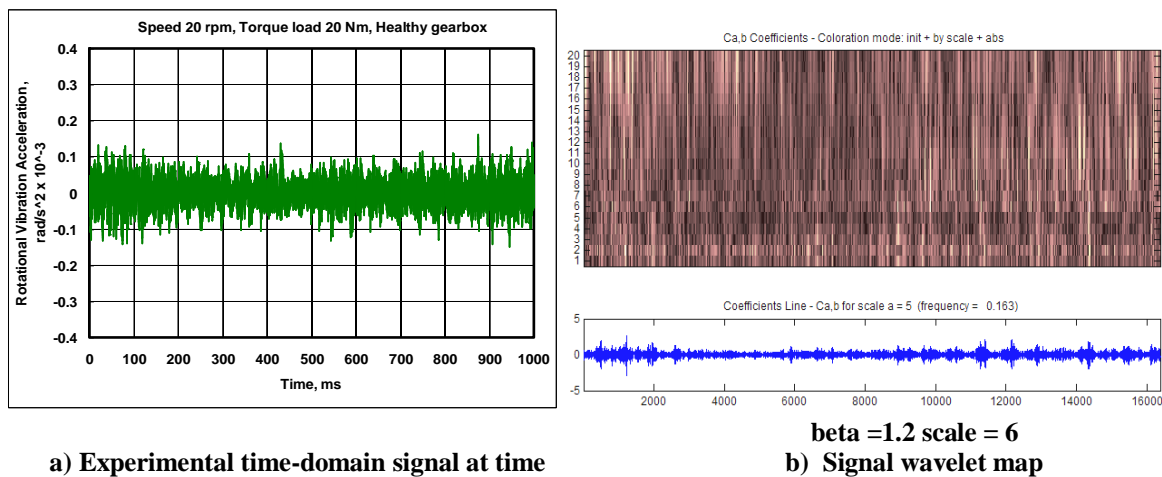 Speed 20 rpm, Torque load 20 Nm, Healthy gearbox
Rotational Vibration Acceleration,
rad/s^2 x 10^-3
0.4
0.3
0.2
0.1
0
-0.1
-0.2
-0.3
-0.4
0 100 200 300 400 500 600 700 800 900 1000
Time, ms
a) Experimental time-domain signal at time
Ca,b Coefficients - Coloration mode: init + by scale + abs
20
19
18
17
16
15
14
13
12
11
10
9
8
7
6
5
4
3
2
1
Coefficients Line - Ca,b for scale a = 5 (frequency = 0.163)
5
0
-5
2000 4000 6000 8000 10000 12000 14000 16000
beta =1.2 scale = 6
b) Signal wavelet map